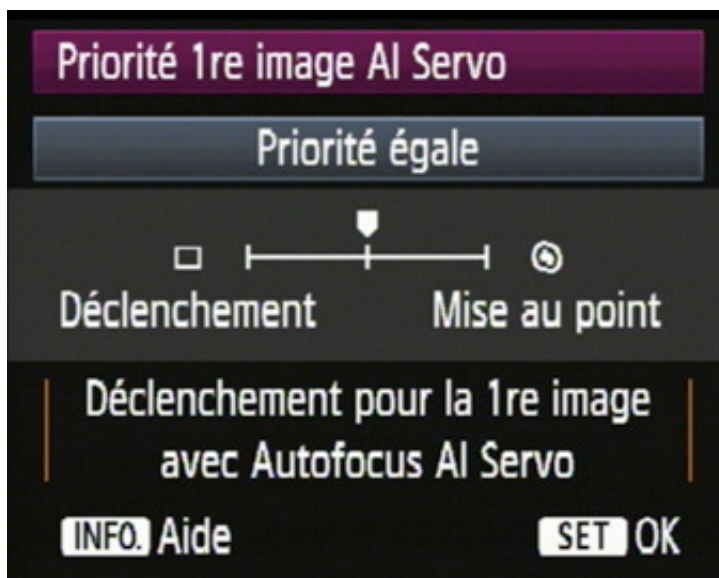 Priorité 1re image AI Servo
Priorité égale
Déclenchement
Mise au point
Déclenchement pour la 1re image
avec Autofocus AI Servo
INFO. Aide
SET OK